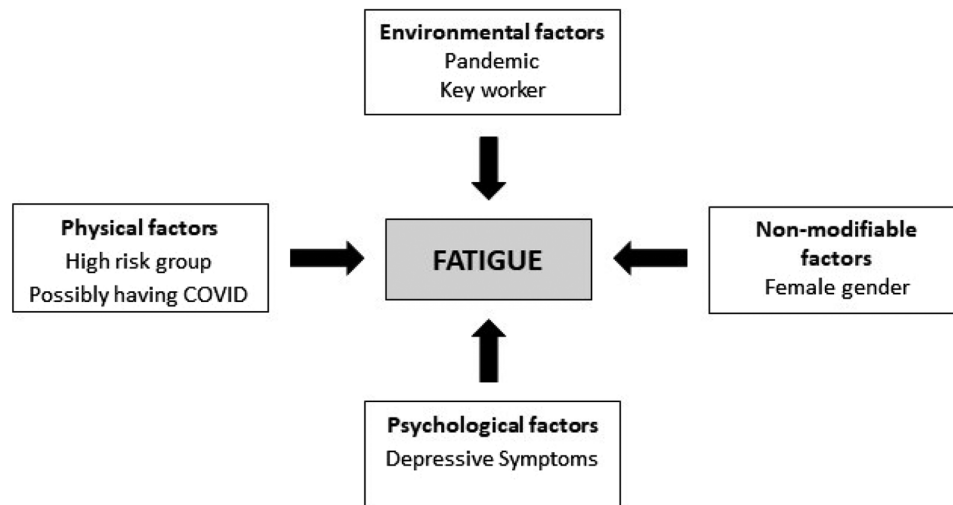 Environmental factors
Pandemic
Key worker
Physical factors
High risk group
Possibly having COVID
FATIGUE
Non-modifiable
factors
Female gender
Psychological factors
Depressive Symptoms